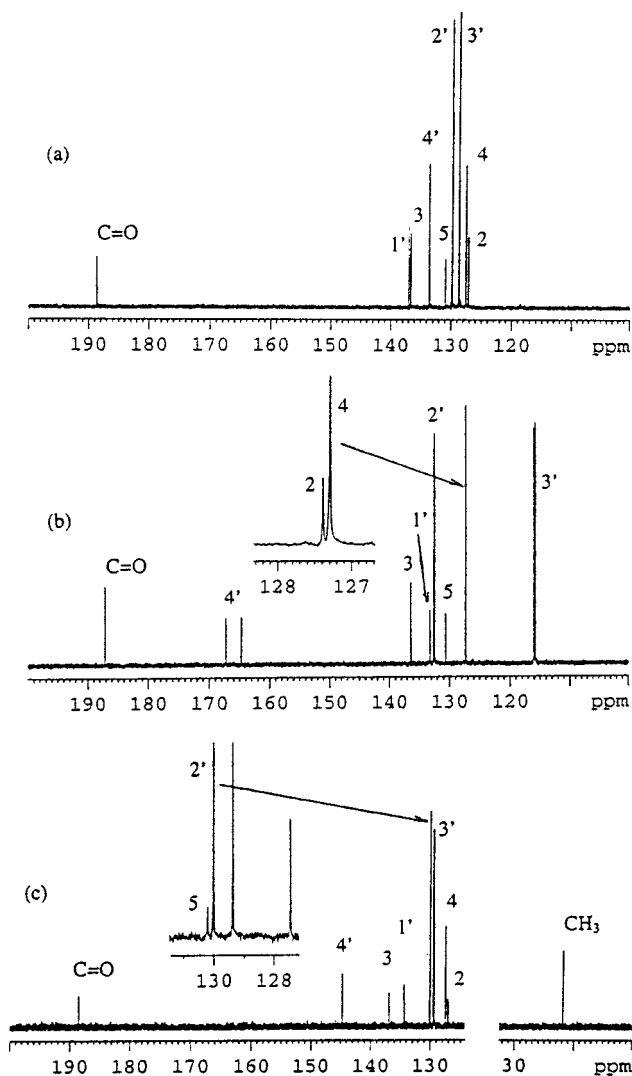 2' 3'
(a)
4' 4
C=O
3
1' 5 2
190 180 170 160 150 140 130 120 ppm
4
2' 
2
(b)
1' 3'
128 127
C=O
3
4' 5
190 180 170 160 150 140 130 120 ppm
2'
3'
(c)
5 4
1' CH₃
130 128
C=O 4' 3
2
190 180 170 160 150 140 130 30 ppm